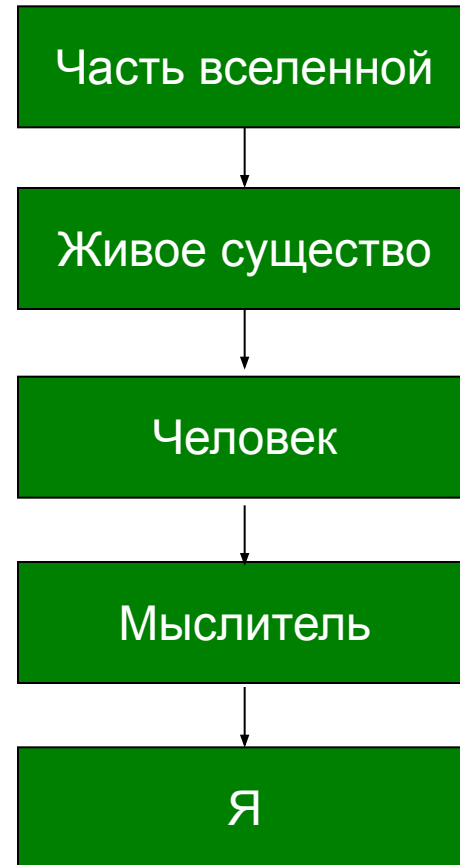 Часть вселенной
Живое существо
Человек
Мыслитель
Я